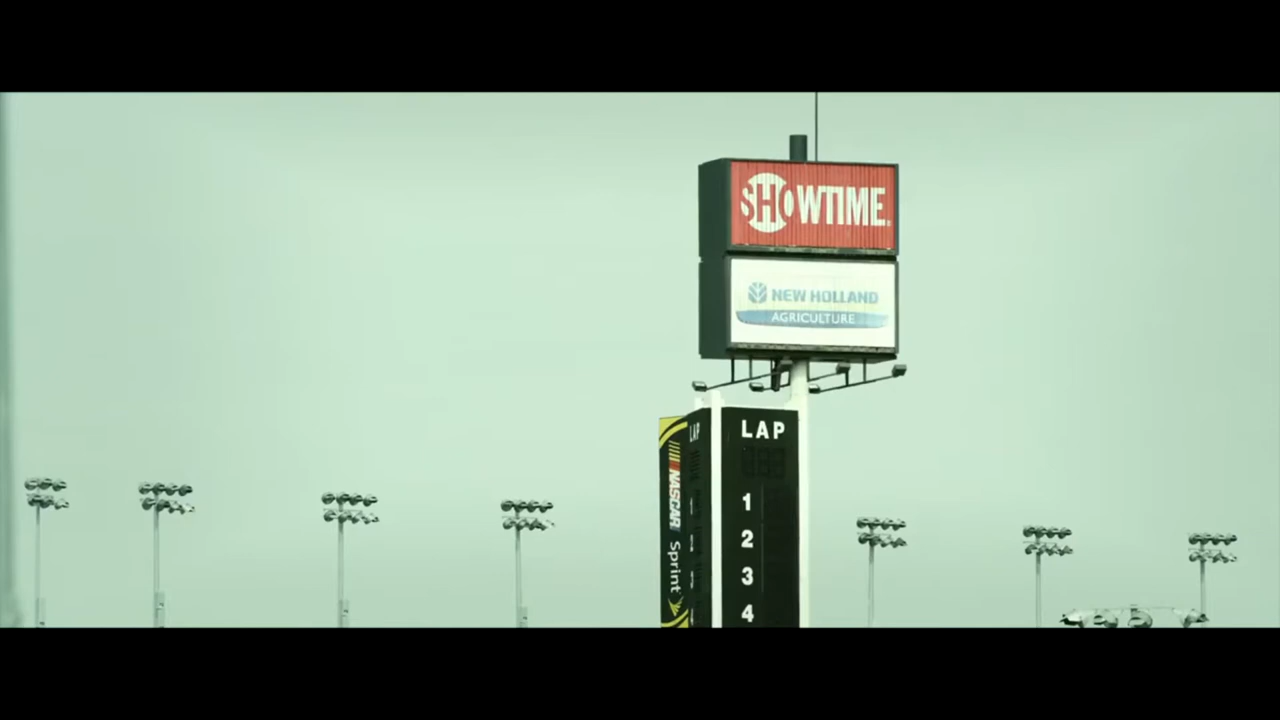 SHOWTIME
NEW HOLLAND
AGRICULTURE
LAP
LAP
1
2
3
4
NASCAR
Sprint